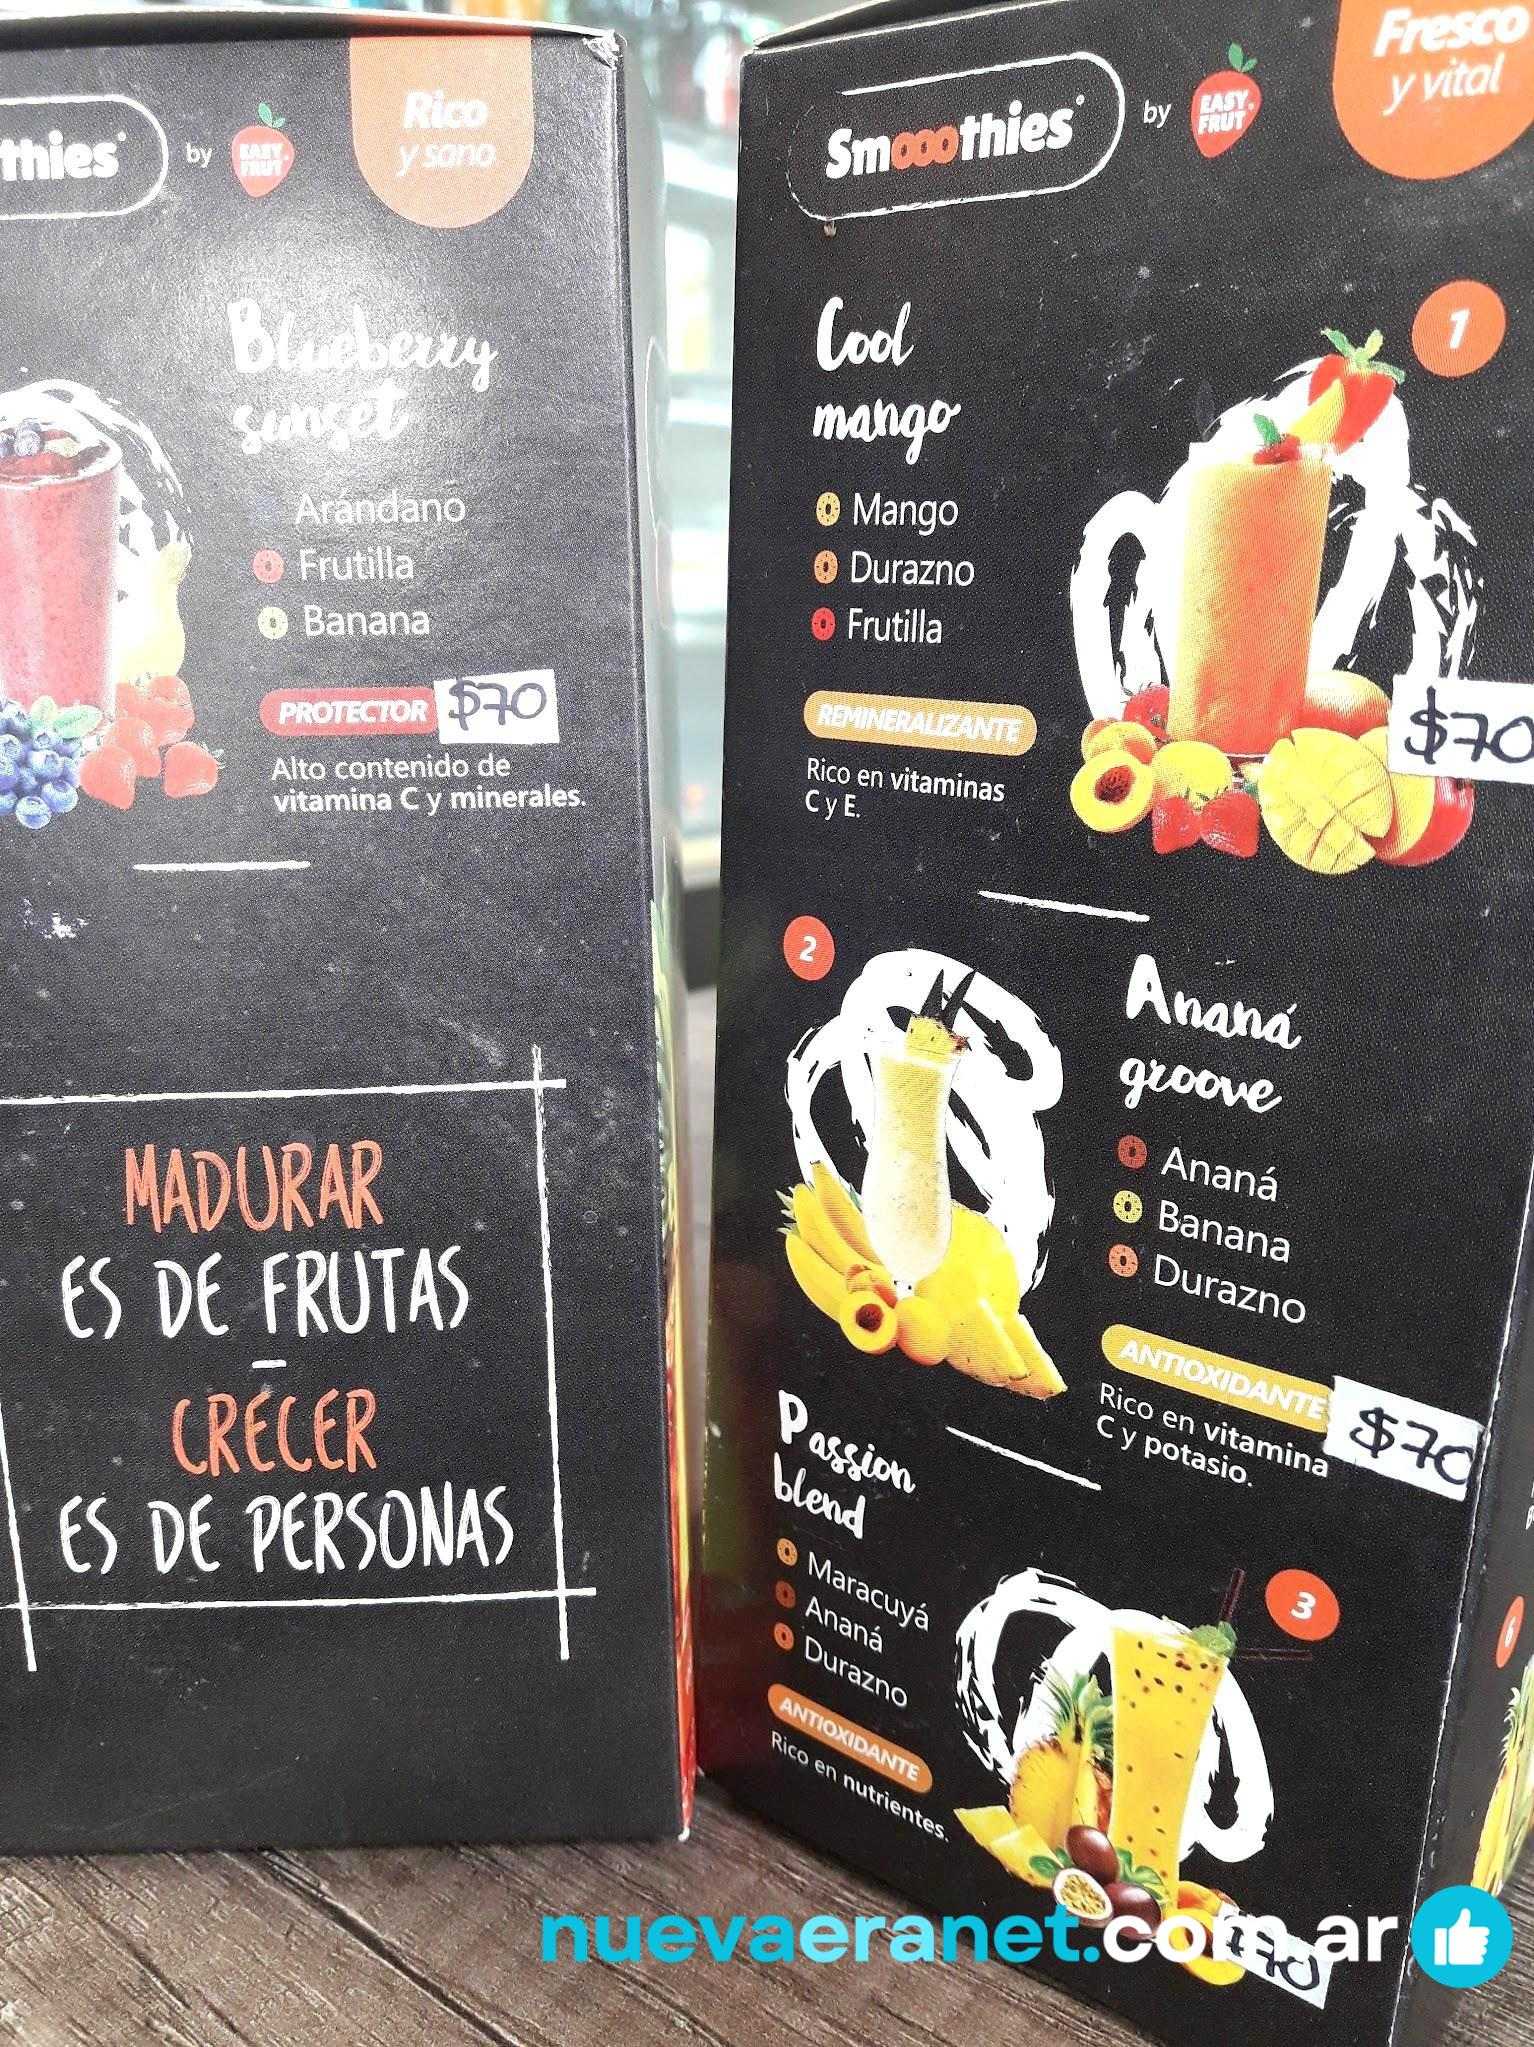 Rico
y sano
thies
by
EASY
FRUT
Blueberry
sunset
Arándano
Frutilla
Banana
PROTECTOR
$70
Alto contenido de
vitamina C y minerales.
MADURAR
ES DE FRUTAS
CRECER
ES DE PERSONAS
Fresco
y vital
Smooothies
by
EASY
FRUT
1
Cool
mango
Mango
Durazno
Frutilla
REMINERALIZANTE
$70
Rico en vitaminas
C y E.
2
Ananá
groove
Ananá
Banana
Durazno
ANTIOXIDANTE
$70
Rico en vitamina
C y potasio.
Passion
blend
3
Maracuyá
Ananá
Durazno
ANTIOXIDANTE
Rico en nutrientes.
6
$70
nuevaeranet.com.ar